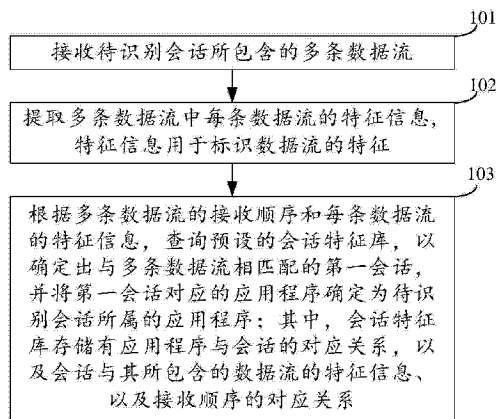 101
接收待识别会话所包含的多条数据流
102
提取多条数据流中每条数据流的特征信息，
特征信息用于标识数据流的特征
103
根据多条数据流的接收顺序和每条数据流
的特征信息，查询预设的会话特征库，以
确定出与多条数据流相匹配的第一会话，
并将第一会话对应的应用程序确定为待识
别会话所属的应用程序；其中，会话特征
库存储有应用程序与会话的对应关系，以
及会话与其所包含的数据流的特征信息、
以及接收顺序的对应关系